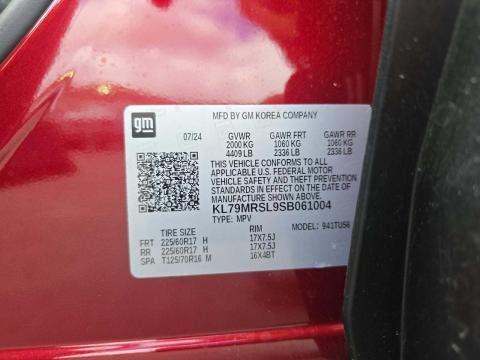 gm
MFD BY GM KOREA COMPANY
07/24 GVWR GAWR FRT GAWR RR
2000 KG 1060 KG 1060 KG
4409 LB 2336 LB 2336 LB
THIS VEHICLE CONFORMS TO ALL
APPLICABLE U.S. FEDERAL MOTOR
VEHICLE SAFETY, BUMPER, AND THEFT
PREVENTION STANDARDS IN EFFECT ON THE DATE OF
MANUFACTURE SHOWN ABOVE.
KL79MRSL9SB061004
TYPE: MPV
MODEL: 941TU56
TIRE SIZE RIM
FRT 225/60R17 H 17X7.5J
RR 225/60R17 H 17X7.5J
SPA T125/70R16 M 16X4BT